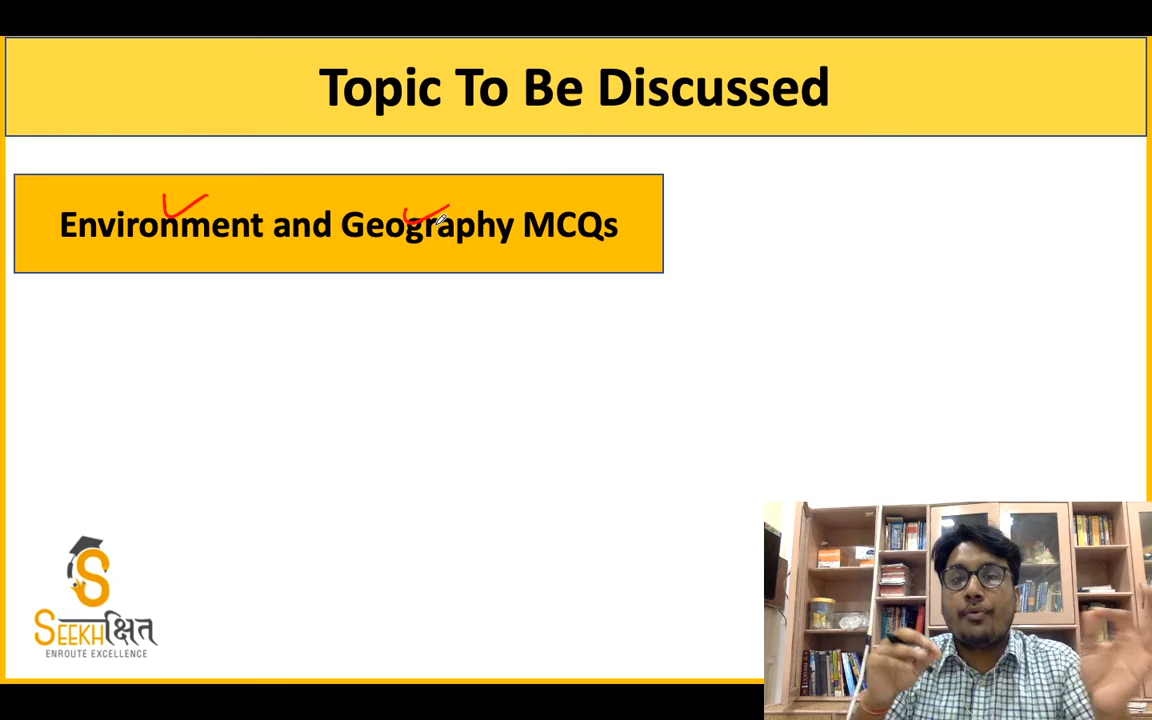 Topic To Be Discussed
Environment and Geography MCQs
S
SEEKHक्षित
ENROUTE EXCELLENCE